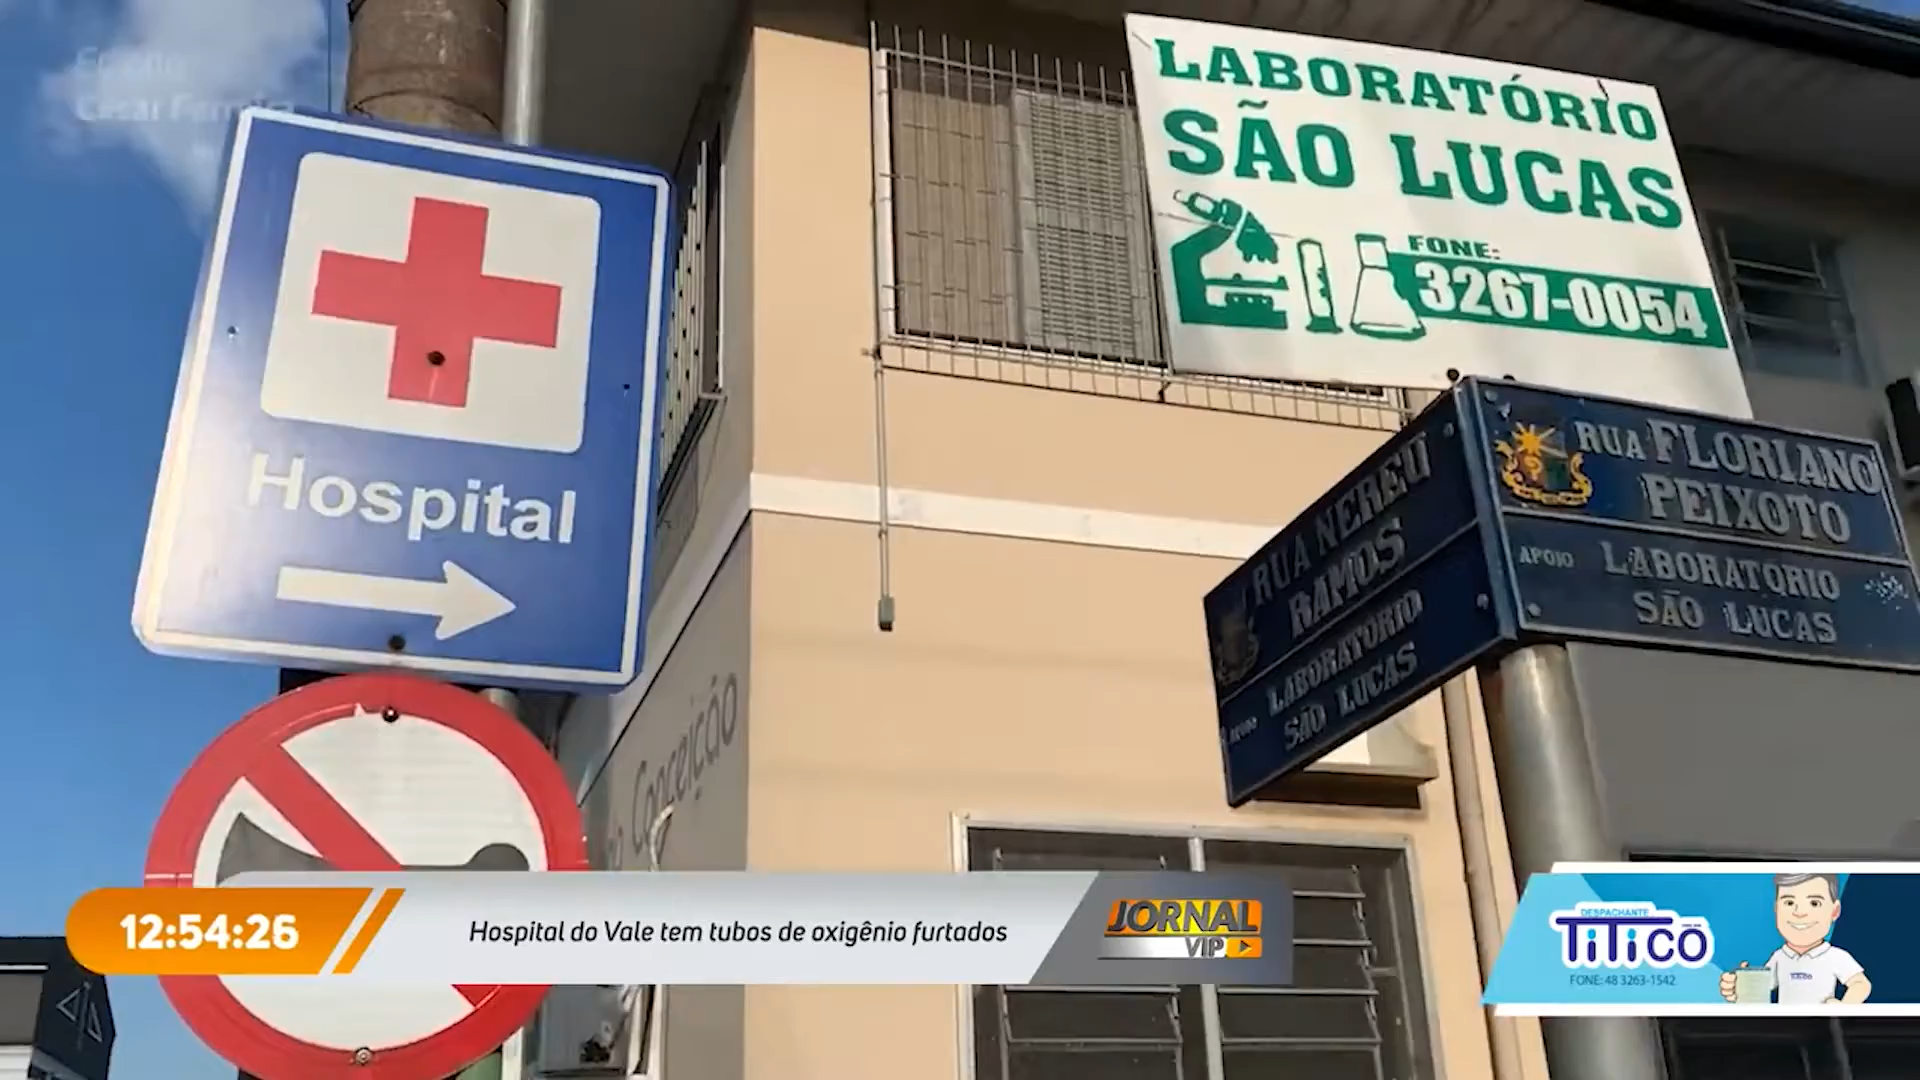 LABORATÓRIO
SÃO LUCAS
FONE:
3267-0054
Hospital
RUA NEREU
RAMOS
LABORATORIO
SÃO LUCAS
RUA FLORIANO
PEIXOTO
APOIO LABORATORIO
SÃO LUCAS
Conceição
12:54:26
Hospital do Vale tem tubos de oxigênio furtados
JORNAL
VIP
DESPACHANTE
TITICO
FONE: 48 3263-1542